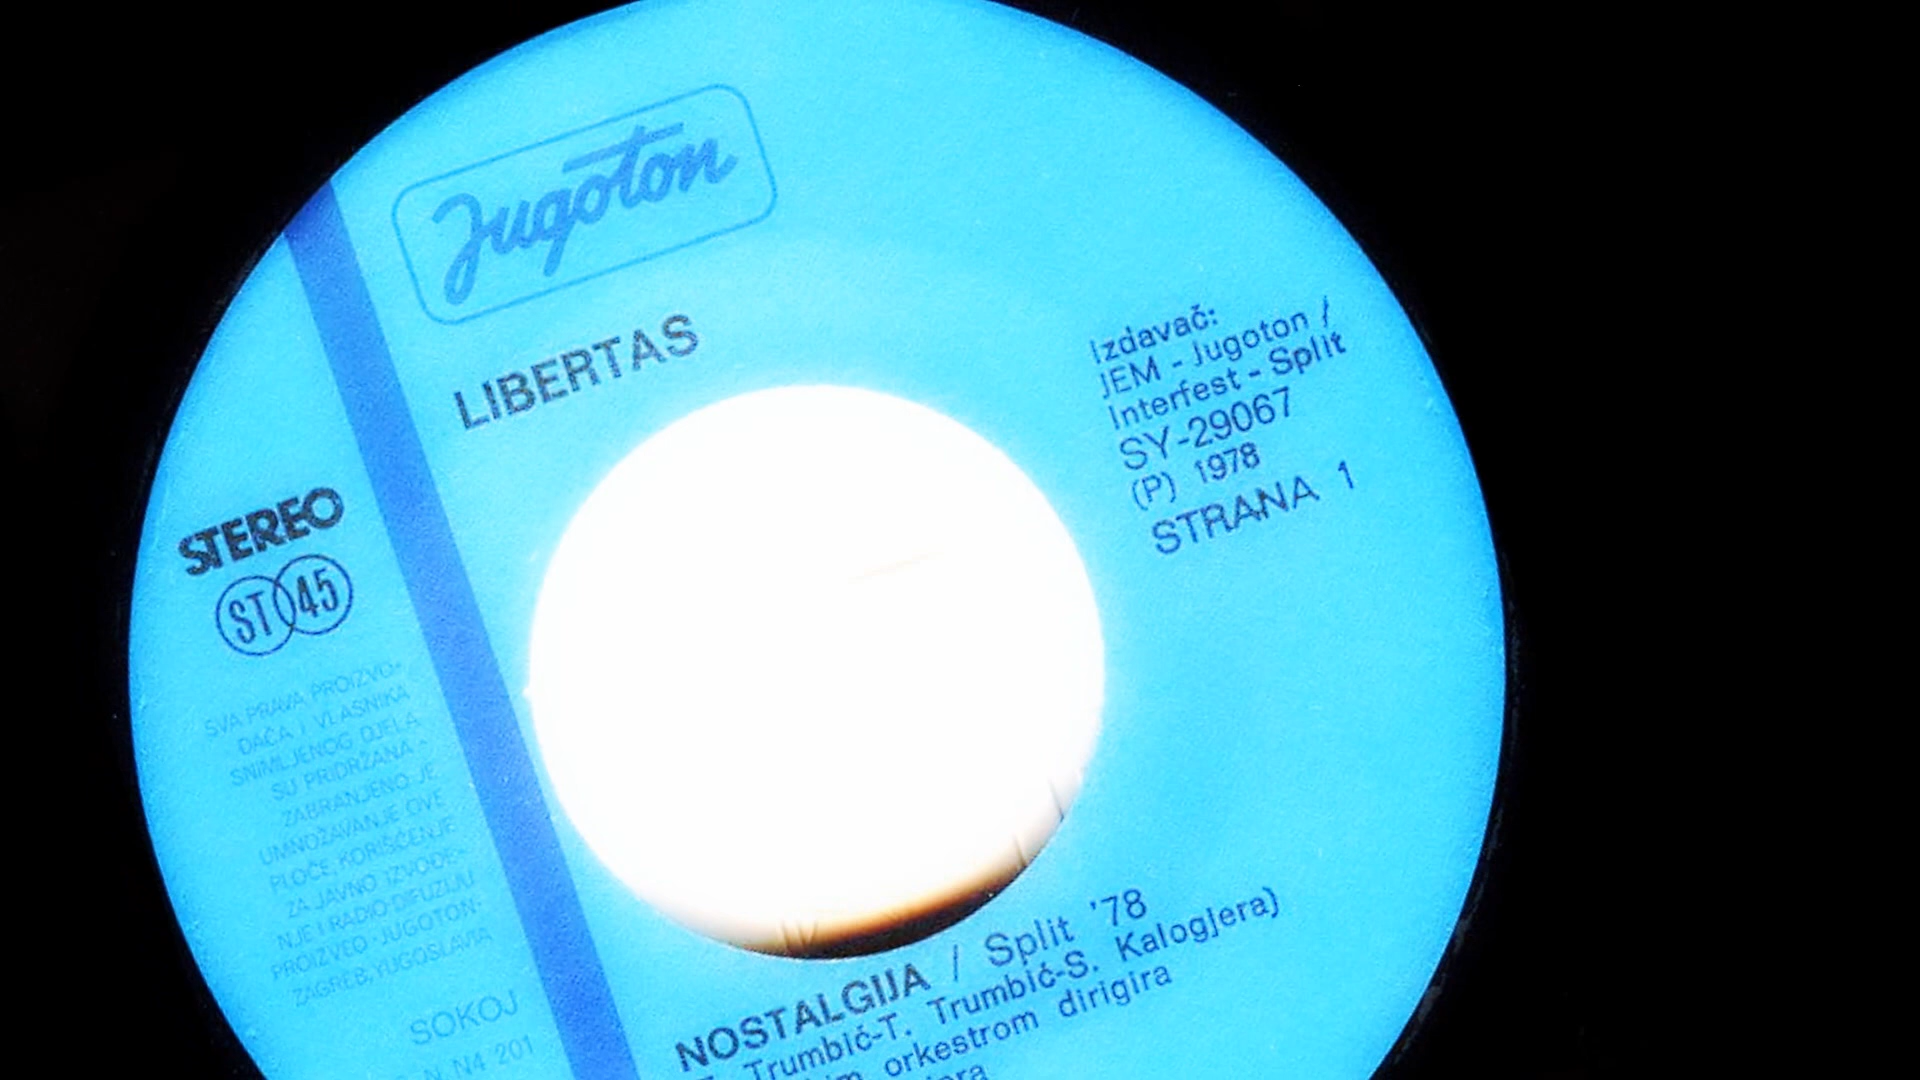 Jugoton
LIBERTAS
Izdavač:
JEM - Jugoton /
Interfest - Split
SY-29067
(P) 1978
STRANA 1
STEREO
ST 45
SVA PRAVA PROIZVO-
ĐAČA I VLASNIKA
SNIMLJENOG DJELA
SU PRIDRŽANA -
ZABRANJENO JE
UMNOŽAVANJE OVE
PLOČE, KORIŠĆENJE
ZA JAVNO IZVOĐE-
NJE I RADIO DIFUZIJU
PROIZVEO - JUGOTON-
ZAGREB, YUGOSLAVIA
SOKOJ
N N4 201
NOSTALGIJA / Split '78
Trumbić-T. Trumbić-S. Kalogjera)
orkestrom dirigira